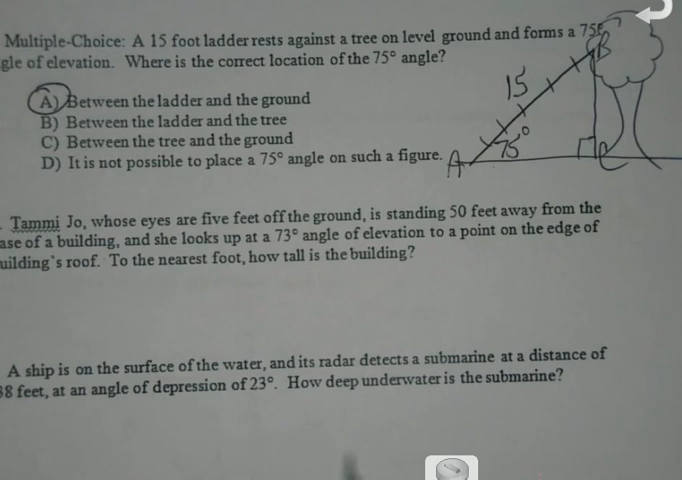 Multiple-Choice: A 15 foot ladder rests against a tree on level ground and forms a 75°
gle of elevation. Where is the correct location of the 75° angle?
A) Between the ladder and the ground
B) Between the ladder and the tree
C) Between the tree and the ground
D) It is not possible to place a 75° angle on such a figure.
15
B
75°
A
C
Tammi Jo, whose eyes are five feet off the ground, is standing 50 feet away from the
ase of a building, and she looks up at a 73° angle of elevation to a point on the edge of
uilding's roof. To the nearest foot, how tall is the building?
A ship is on the surface of the water, and its radar detects a submarine at a distance of
38 feet, at an angle of depression of 23°. How deep underwater is the submarine?